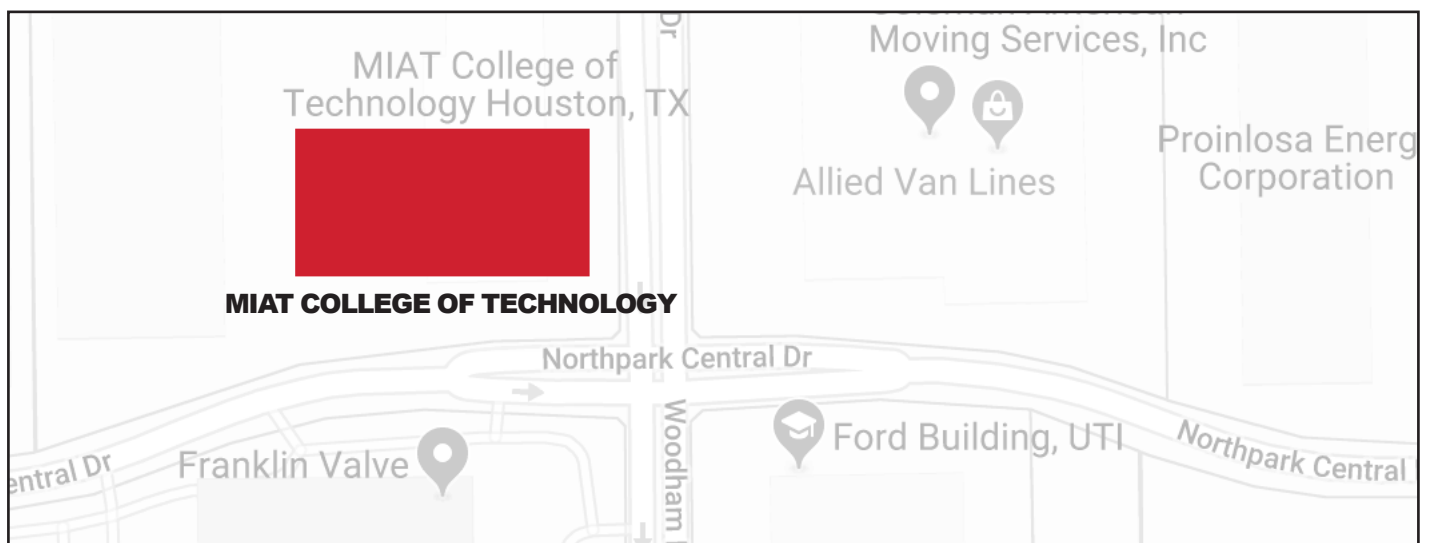 Dr
MIAT College of
Technology Houston, TX
Moving Services, Inc
Allied Van Lines
Proinlosa Energ
Corporation
MIAT COLLEGE OF TECHNOLOGY
Northpark Central Dr
Woodham
Ford Building, UTI
Northpark Central
Franklin Valve
entral Dr